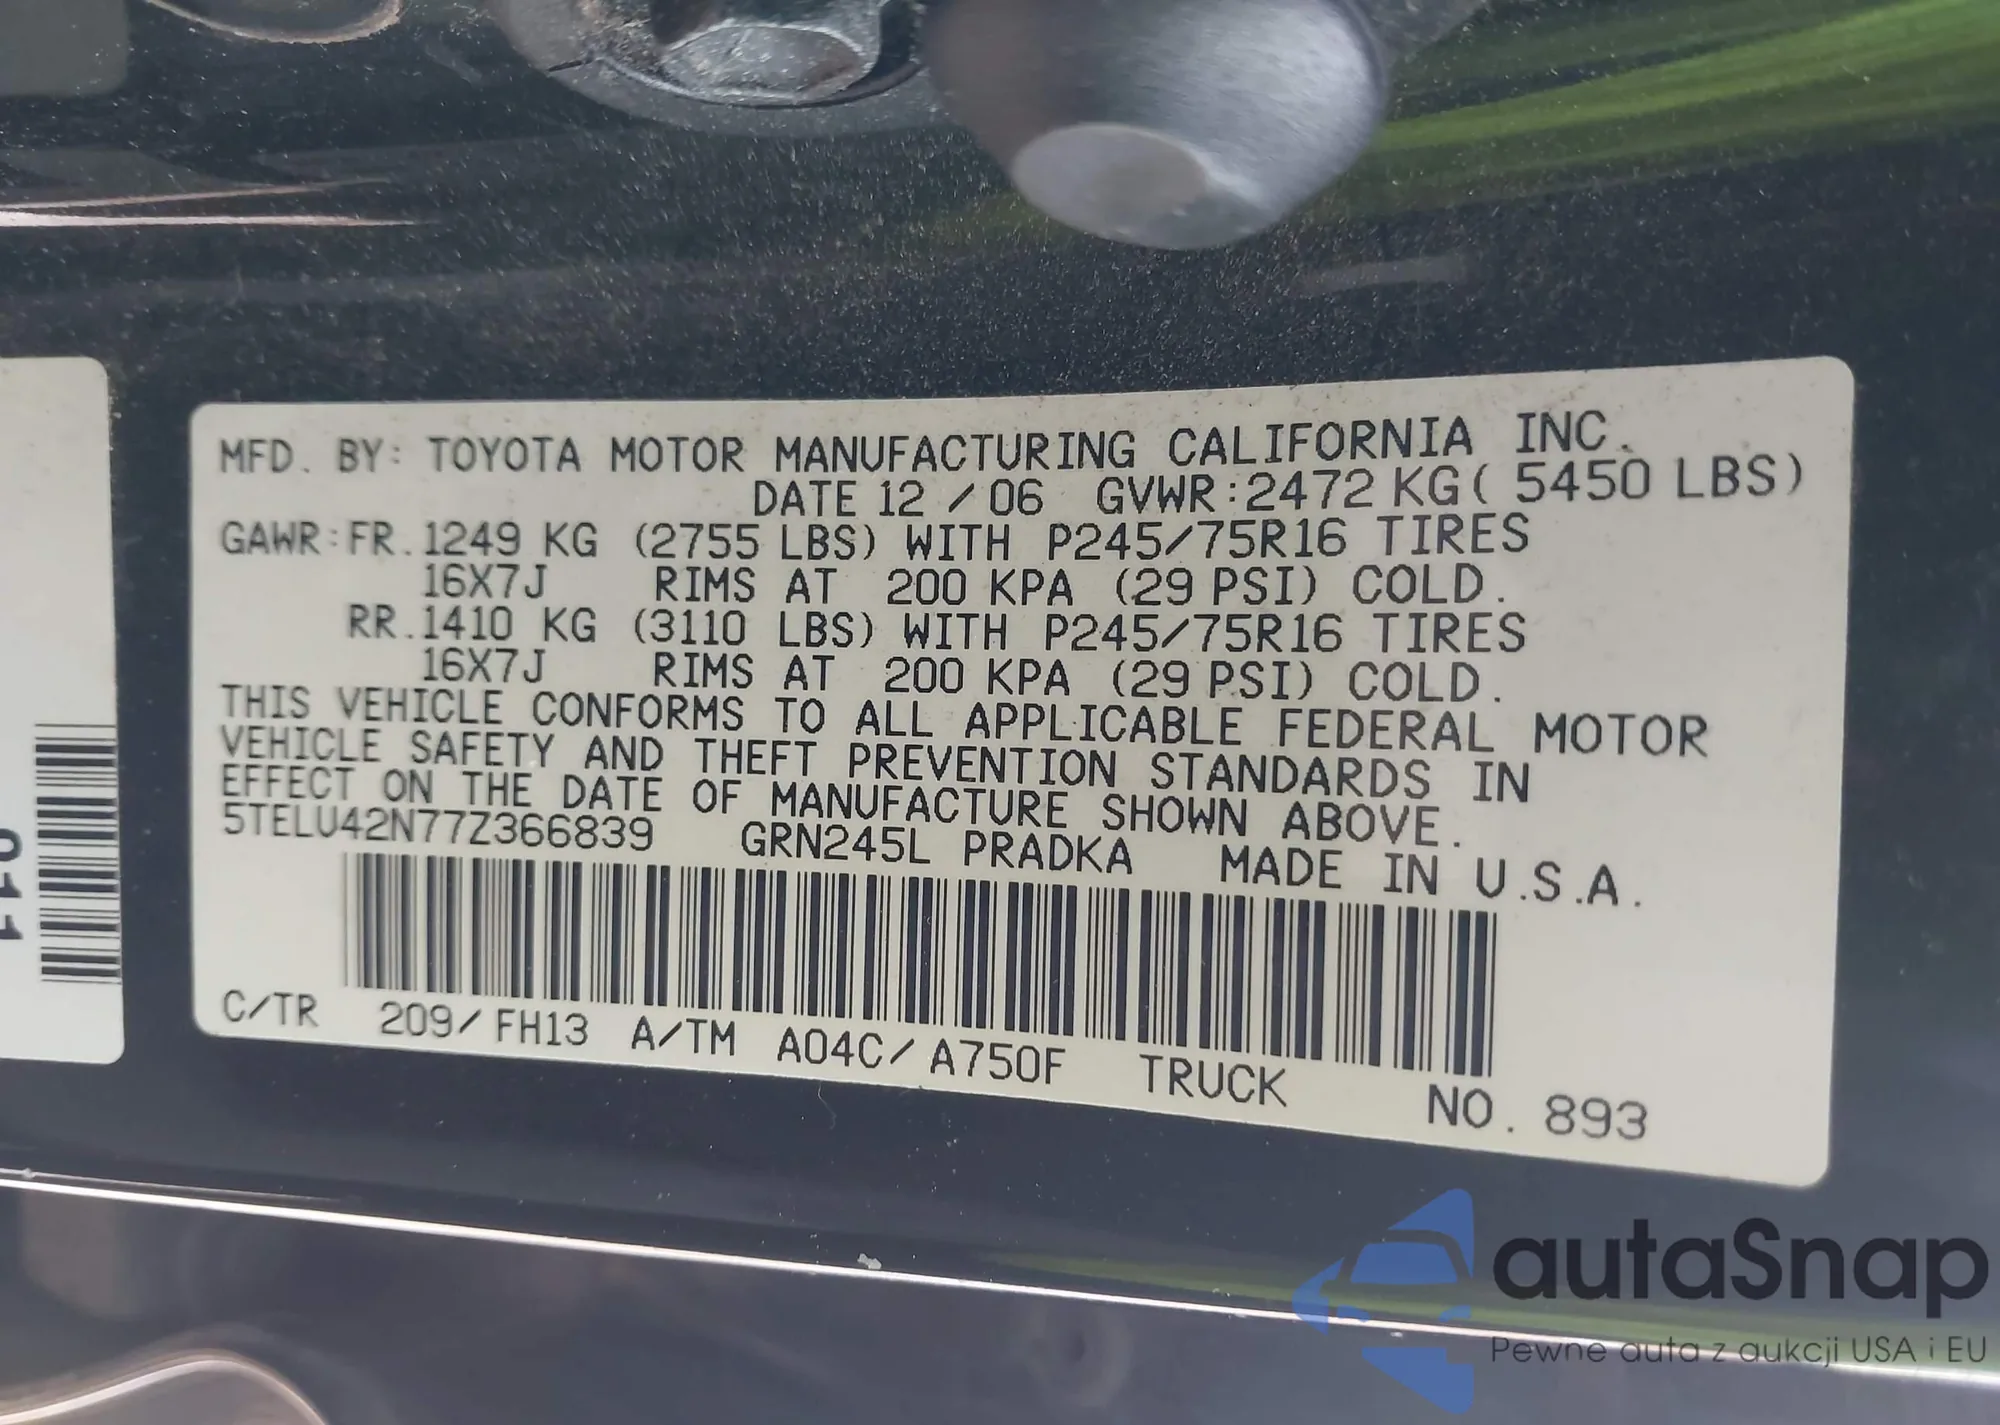 MFD. BY: TOYOTA MOTOR MANUFACTURING CALIFORNIA INC.
DATE 12 / 06 GVWR:2472 KG( 5450 LBS)
GAWR:FR.1249 KG (2755 LBS) WITH P245/75R16 TIRES
16X7J RIMS AT 200 KPA (29 PSI) COLD.
RR.1410 KG (3110 LBS) WITH P245/75R16 TIRES
16X7J RIMS AT 200 KPA (29 PSI) COLD.
THIS VEHICLE CONFORMS TO ALL APPLICABLE FEDERAL MOTOR
VEHICLE SAFETY AND THEFT PREVENTION STANDARDS IN
EFFECT ON THE DATE OF MANUFACTURE SHOWN ABOVE.
5TELU42N77Z366839 GRN245L PRADKA MADE IN U.S.A.
C/TR 209/FH13 A/TM A04C/A750F TRUCK NO. 893
011
autaSnap
Pewne auta z aukcji USA i EU